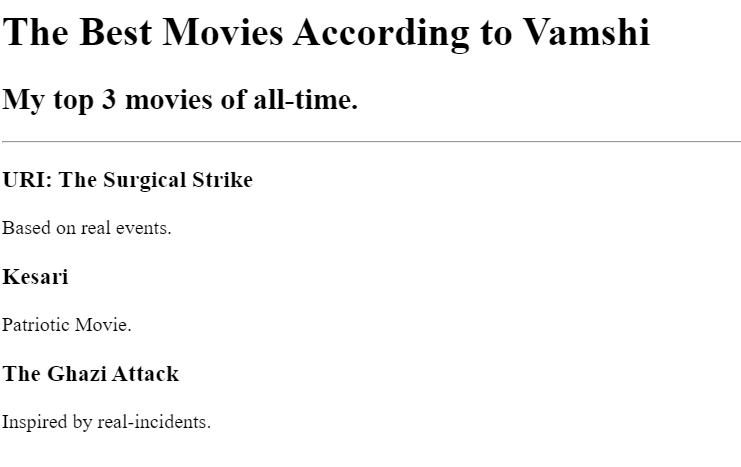 The Best Movies According to Vamshi
My top 3 movies of all-time.
URI: The Surgical Strike
Based on real events.
Kesari
Patriotic Movie.
The Ghazi Attack
Inspired by real-incidents.